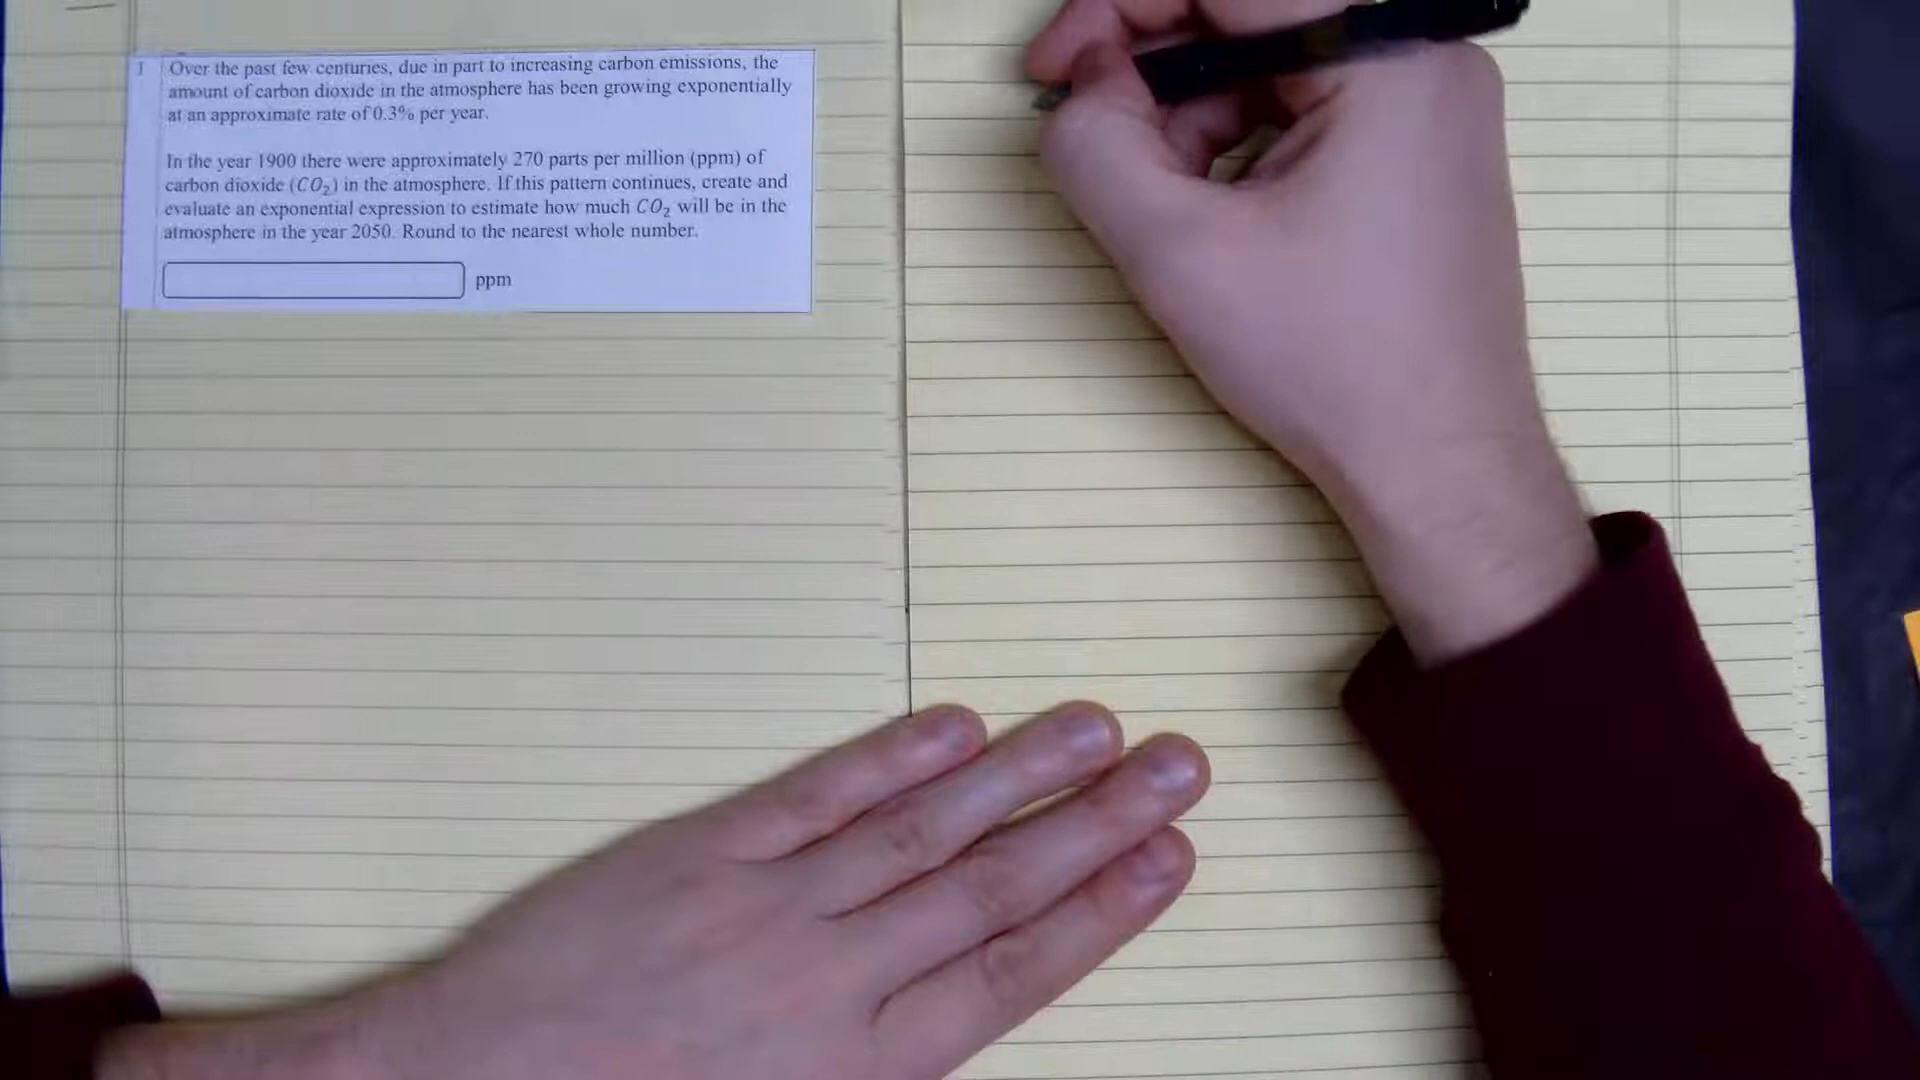 1 Over the past few centuries, due in part to increasing carbon emissions, the
amount of carbon dioxide in the atmosphere has been growing exponentially
at an approximate rate of 0.3% per year.
In the year 1900 there were approximately 270 parts per million (ppm) of
carbon dioxide (CO₂) in the atmosphere. If this pattern continues, create and
evaluate an exponential expression to estimate how much CO₂ will be in the
atmosphere in the year 2050. Round to the nearest whole number.
ppm